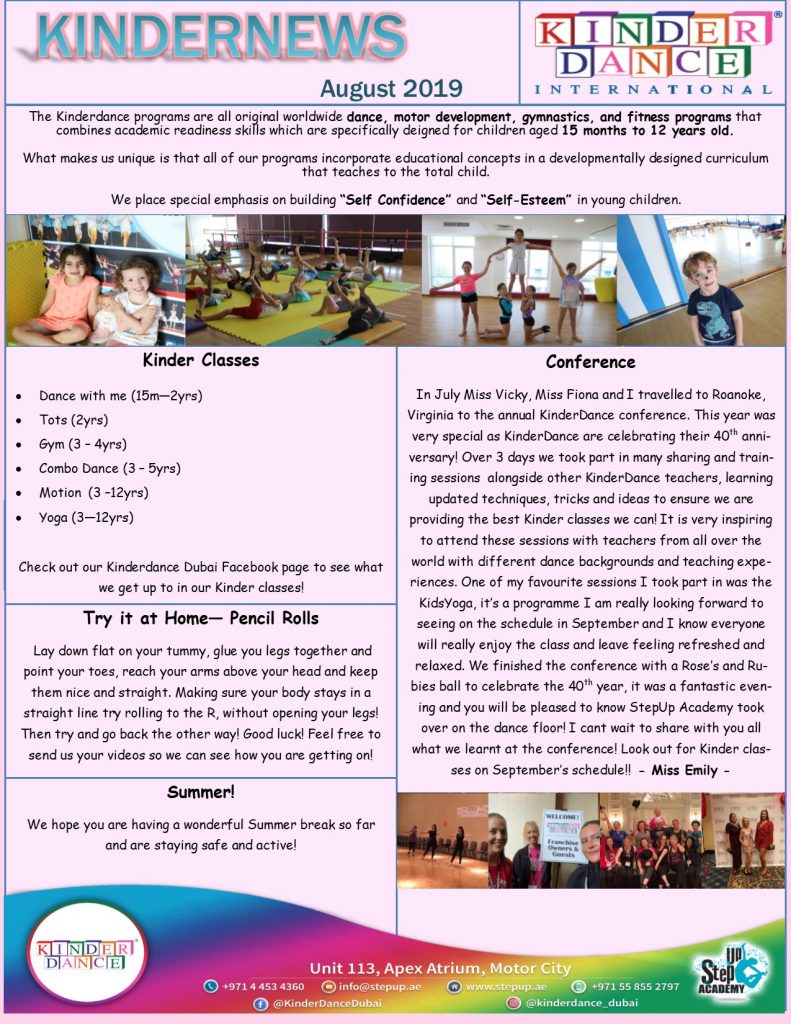 KINDERNEWS
August 2019
KINDER
DANCE®
INTERNATIONAL
The Kinderdance programs are all original worldwide dance, motor development, gymnastics, and fitness programs that
combines academic readiness skills which are specifically deigned for children aged 15 months to 12 years old.
What makes us unique is that all of our programs incorporate educational concepts in a developmentally designed curriculum
that teaches to the total child.
We place special emphasis on building “Self Confidence” and “Self-Esteem” in young children.
Kinder Classes
• Dance with me (15m—2yrs)
• Tots (2yrs)
• Gym (3 – 4yrs)
• Combo Dance (3 – 5yrs)
• Motion (3 –12yrs)
• Yoga (3—12yrs)
Check out our Kinderdance Dubai Facebook page to see what
we get up to in our Kinder classes!
Try it at Home— Pencil Rolls
Lay down flat on your tummy, glue you legs together and
point your toes, reach your arms above your head and keep
them nice and straight. Making sure your body stays in a
straight line try rolling to the R, without opening your legs!
Then try and go back the other way! Good luck! Feel free to
send us your videos so we can see how you are getting on!
Summer!
We hope you are having a wonderful Summer break so far
and are staying safe and active!
Conference
In July Miss Vicky, Miss Fiona and I travelled to Roanoke,
Virginia to the annual KinderDance conference. This year was
very special as KinderDance are celebrating their 40th anni-
versary! Over 3 days we took part in many sharing and train-
ing sessions alongside other KinderDance teachers, learning
updated techniques, tricks and ideas to ensure we are
providing the best Kinder classes we can! It is very inspiring
to attend these sessions with teachers from all over the
world with different dance backgrounds and teaching expe-
riences. One of my favourite sessions I took part in was the
KidsYoga, it’s a programme I am really looking forward to
seeing on the schedule in September and I know everyone
will really enjoy the class and leave feeling refreshed and
relaxed. We finished the conference with a Rose’s and Ru-
bies ball to celebrate the 40th year, it was a fantastic even-
ing and you will be pleased to know StepUp Academy took
over on the dance floor! I cant wait to share with you all
what we learnt at the conference! Look out for Kinder clas-
ses on September’s schedule!! - Miss Emily -
WELCOME!
KINDER
DANCE
Franchise
Owners &
Guests
KINDER®
DANCE
Unit 113, Apex Atrium, Motor City
+971 4 453 4360 info@stepup.ae www.stepup.ae +971 55 855 2797
@KinderDanceDubai @kinderdance_dubai
Step UP
ACADEMY